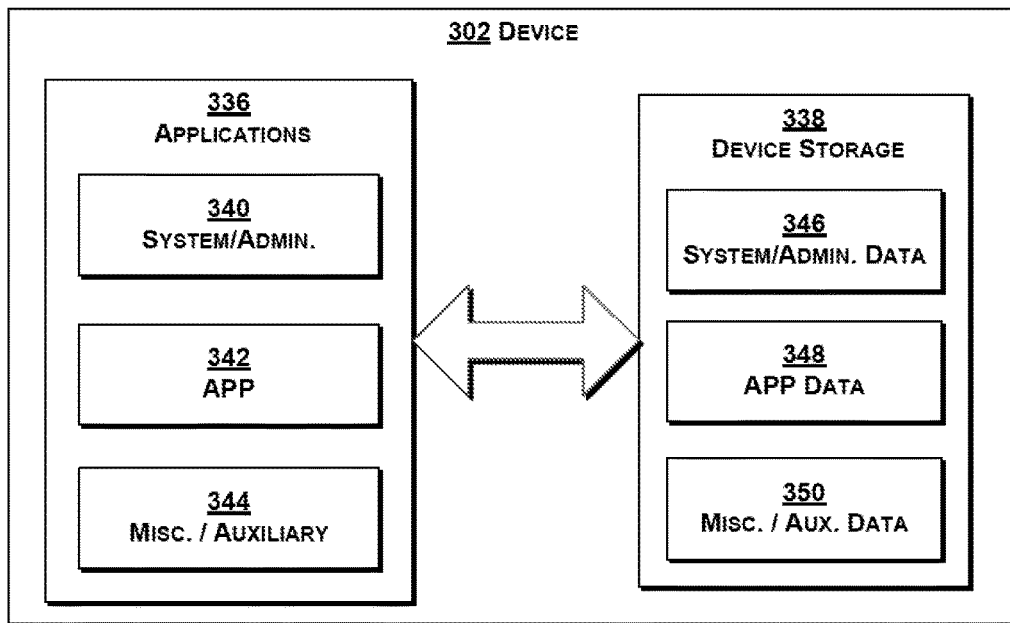 302 DEVICE
336
APPLICATIONS
340
SYSTEM/ADMIN.
342
APP
344
MISC. / AUXILIARY
338
DEVICE STORAGE
346
SYSTEM/ADMIN. DATA
348
APP DATA
350
MISC. / AUX. DATA